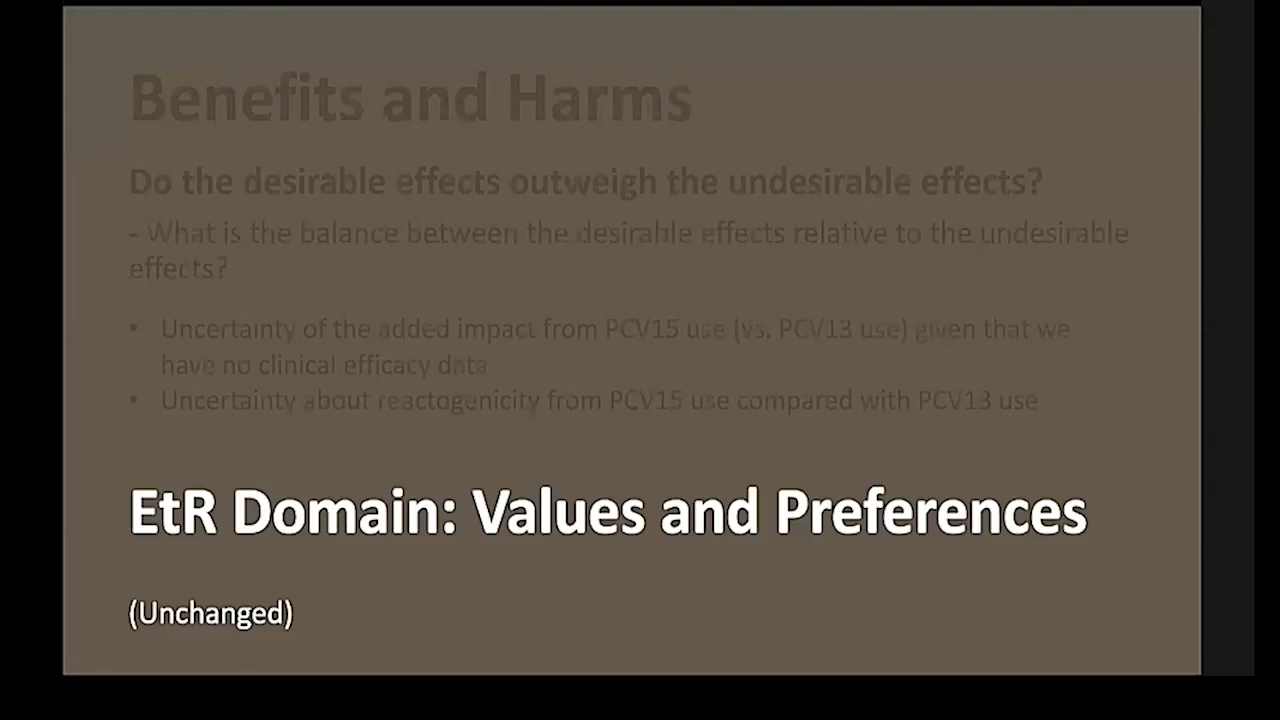 Benefits and Harms
Do the desirable effects outweigh the undesirable effects?
- What is the balance between the desirable effects relative to the undesirable
effects?
• Uncertainty of the added impact from PCV15 use (vs. PCV13 use) given that we
have no clinical efficacy data
• Uncertainty about reactogenicity from PCV15 use compared with PCV13 use
EtR Domain: Values and Preferences
(Unchanged)